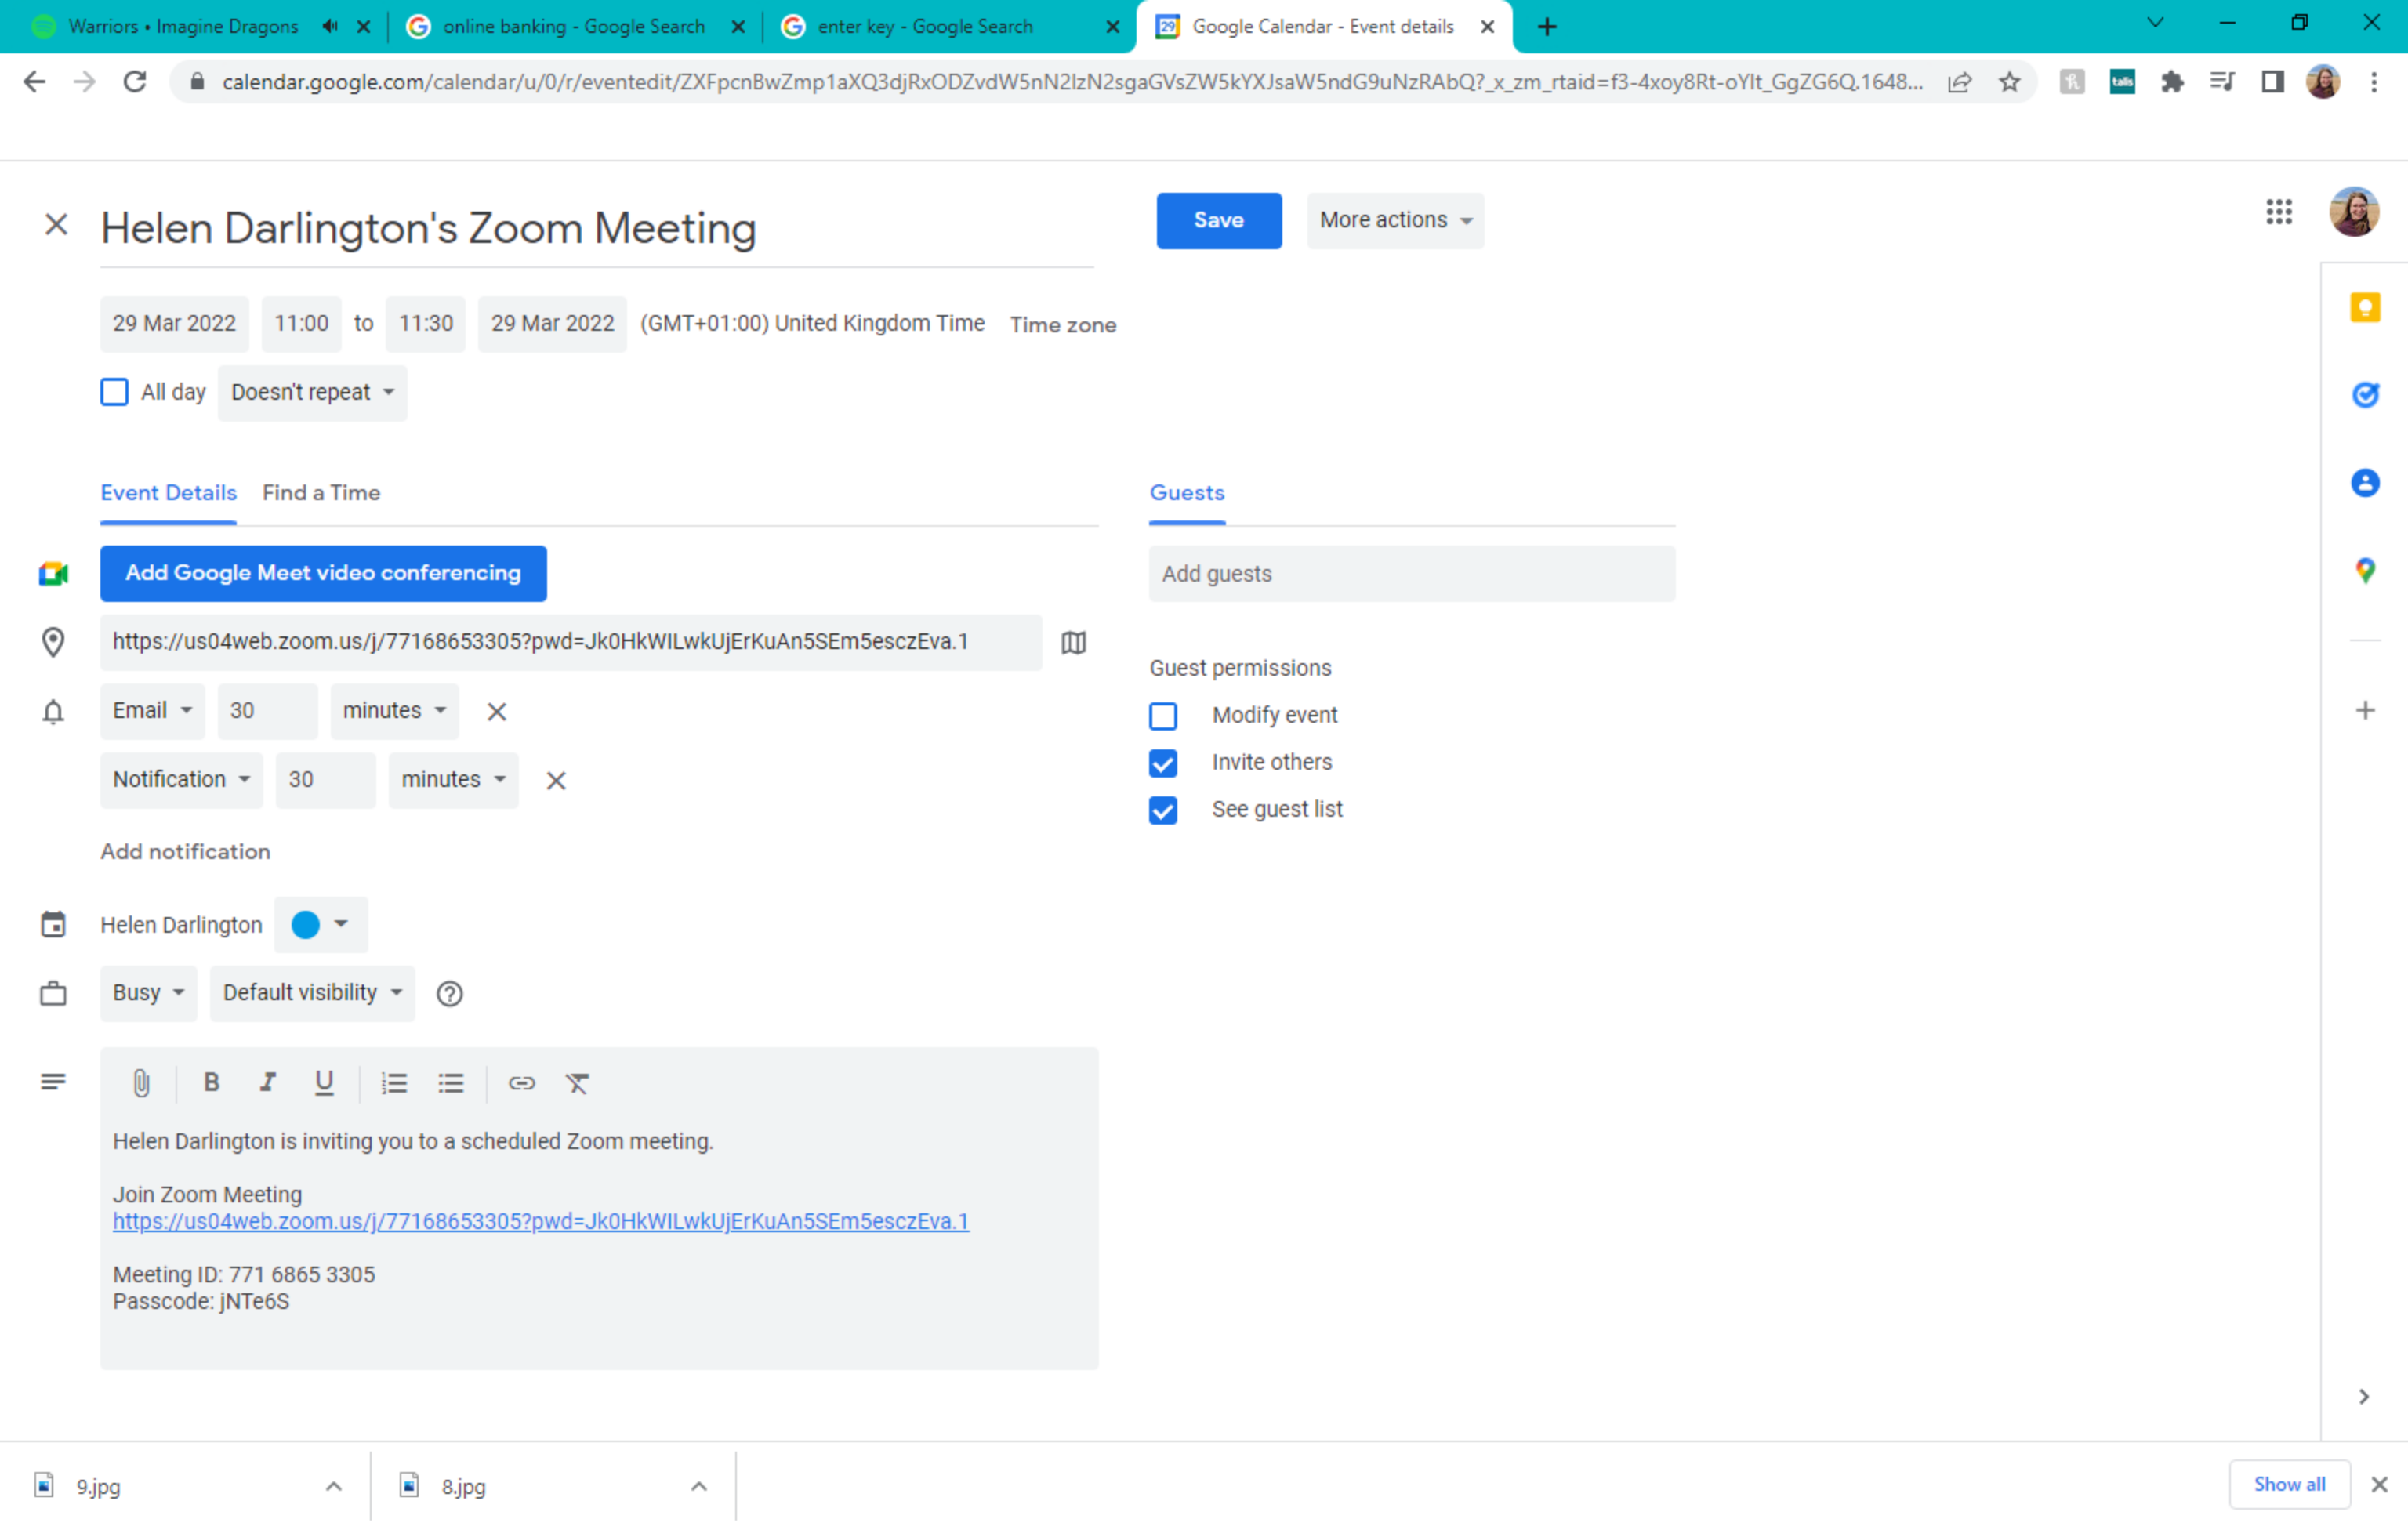 Warriors • Imagine Dragons
online banking - Google Search
enter key - Google Search
Google Calendar - Event details
calendar.google.com/calendar/u/0/r/eventedit/ZXFpcnBwZmp1aXQ3djRxODZvdW5nN2lzN2sgaGVsZW5kYXJsaW5ndG9uNzRAbQ?_x_zm_rtaid=f3-4xoy8Rt-oYIt_GgZG6Q.1648...
talis
Helen Darlington's Zoom Meeting
Save
More actions
29 Mar 2022
11:00
to
11:30
29 Mar 2022
(GMT+01:00) United Kingdom Time
Time zone
All day
Doesn't repeat
Event Details
Find a Time
Guests
Add Google Meet video conferencing
Add guests
https://us04web.zoom.us/j/77168653305?pwd=Jk0HkWILwkUjErKuAn5SEm5esczEva.1
Guest permissions
Email
30
minutes
Modify event
Invite others
Notification
30
minutes
See guest list
Add notification
Helen Darlington
Busy
Default visibility
B I U
Helen Darlington is inviting you to a scheduled Zoom meeting.
Join Zoom Meeting
https://us04web.zoom.us/j/77168653305?pwd=Jk0HkWILwkUjErKuAn5SEm5esczEva.1
Meeting ID: 771 6865 3305
Passcode: jNTe6S
9.jpg
8.jpg
Show all